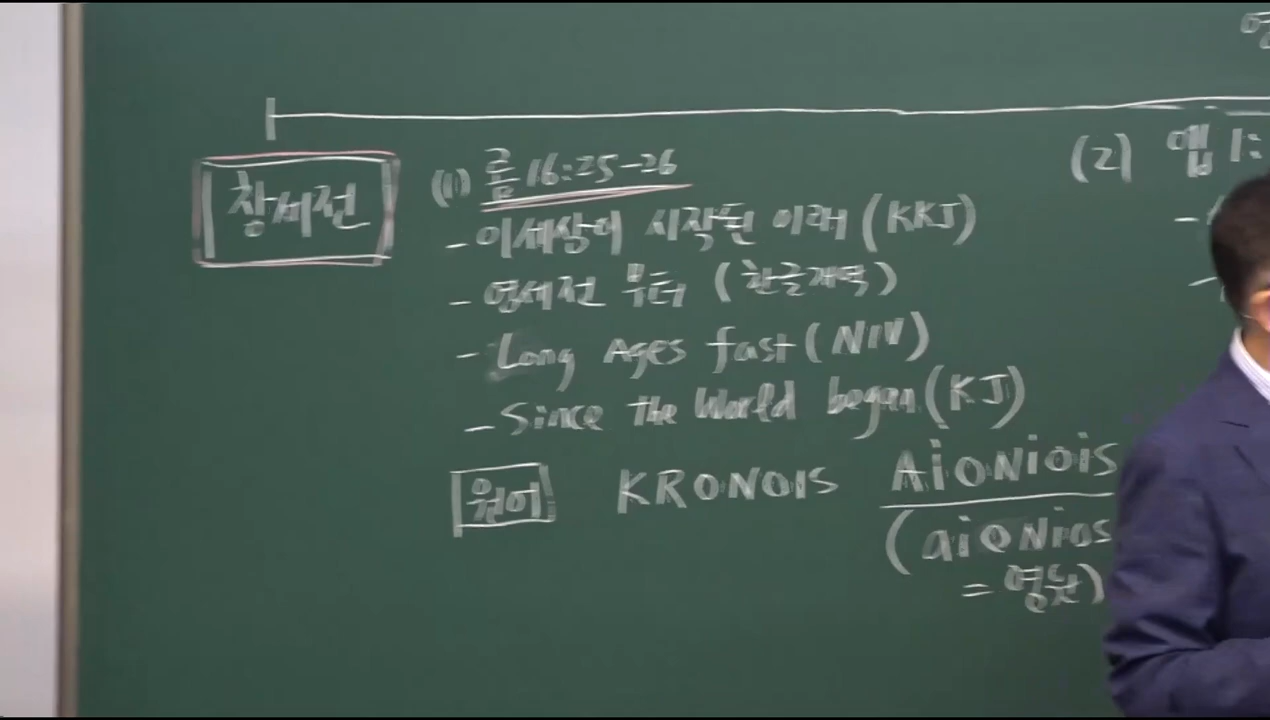 창세전
(1) 롬 16:25-26
- 이세상이 시작된 이래 (KKJ)
- 영세전 부터 (한글개역)
- Long Ages fast (NIV)
- Since The World began (KJ)
원어 KRONOIS AiONiOiS
(aiONios
= 영원)
(2) 엡 1: